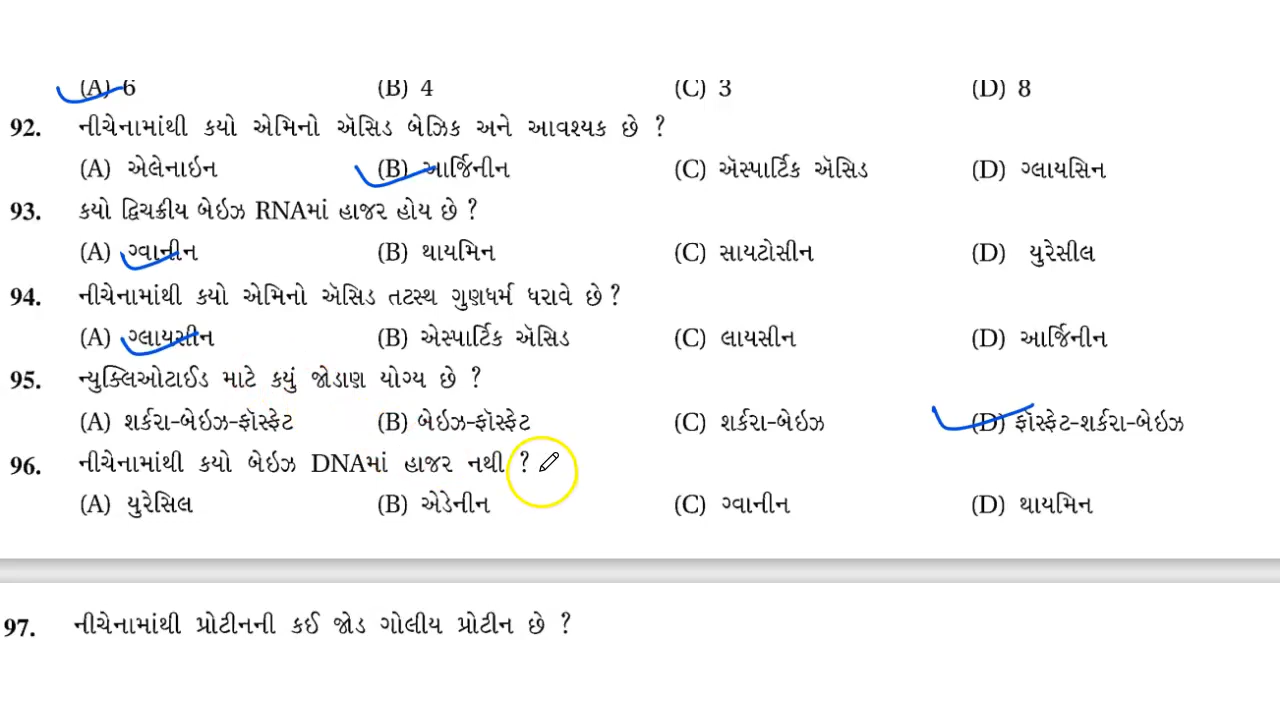 (A) 6 (B) 4 (C) 3 (D) 8
92. નીચેનામાંથી કયો એમિનો ઍસિડ બેઝિક અને આવશ્યક છે ?
(A) એલેનાઇન (B) આર્જિનીન (C) ઍસ્પાર્ટિક ઍસિડ (D) ગ્લાયસિન
93. કયો દ્વિચક્રીય બેઇઝ RNAમાં હાજર હોય છે ?
(A) ગ્વાનીન (B) થાયમિન (C) સાયટોસીન (D) યુરેસીલ
94. નીચેનામાંથી કયો એમિનો ઍસિડ તટસ્થ ગુણધર્મ ધરાવે છે ?
(A) ગ્લાયસીન (B) એસ્પાર્ટિક ઍસિડ (C) લાયસીન (D) આર્જિનીન
95. ન્યુક્લિઓટાઈડ માટે કયું જોડાણ યોગ્ય છે ?
(A) શર્કરા-બેઇઝ-ફૉસ્ફેટ (B) બેઇઝ-ફૉસ્ફેટ (C) શર્કરા-બેઇઝ (D) ફૉસ્ફેટ-શર્કરા-બેઇઝ
96. નીચેનામાંથી કયો બેઇઝ DNAમાં હાજર નથી ?
(A) યુરેસિલ (B) એડેનીન (C) ગ્વાનીન (D) થાયમિન
97. નીચેનામાંથી પ્રોટીનની કઈ જોડ ગોલીય પ્રોટીન છે ?